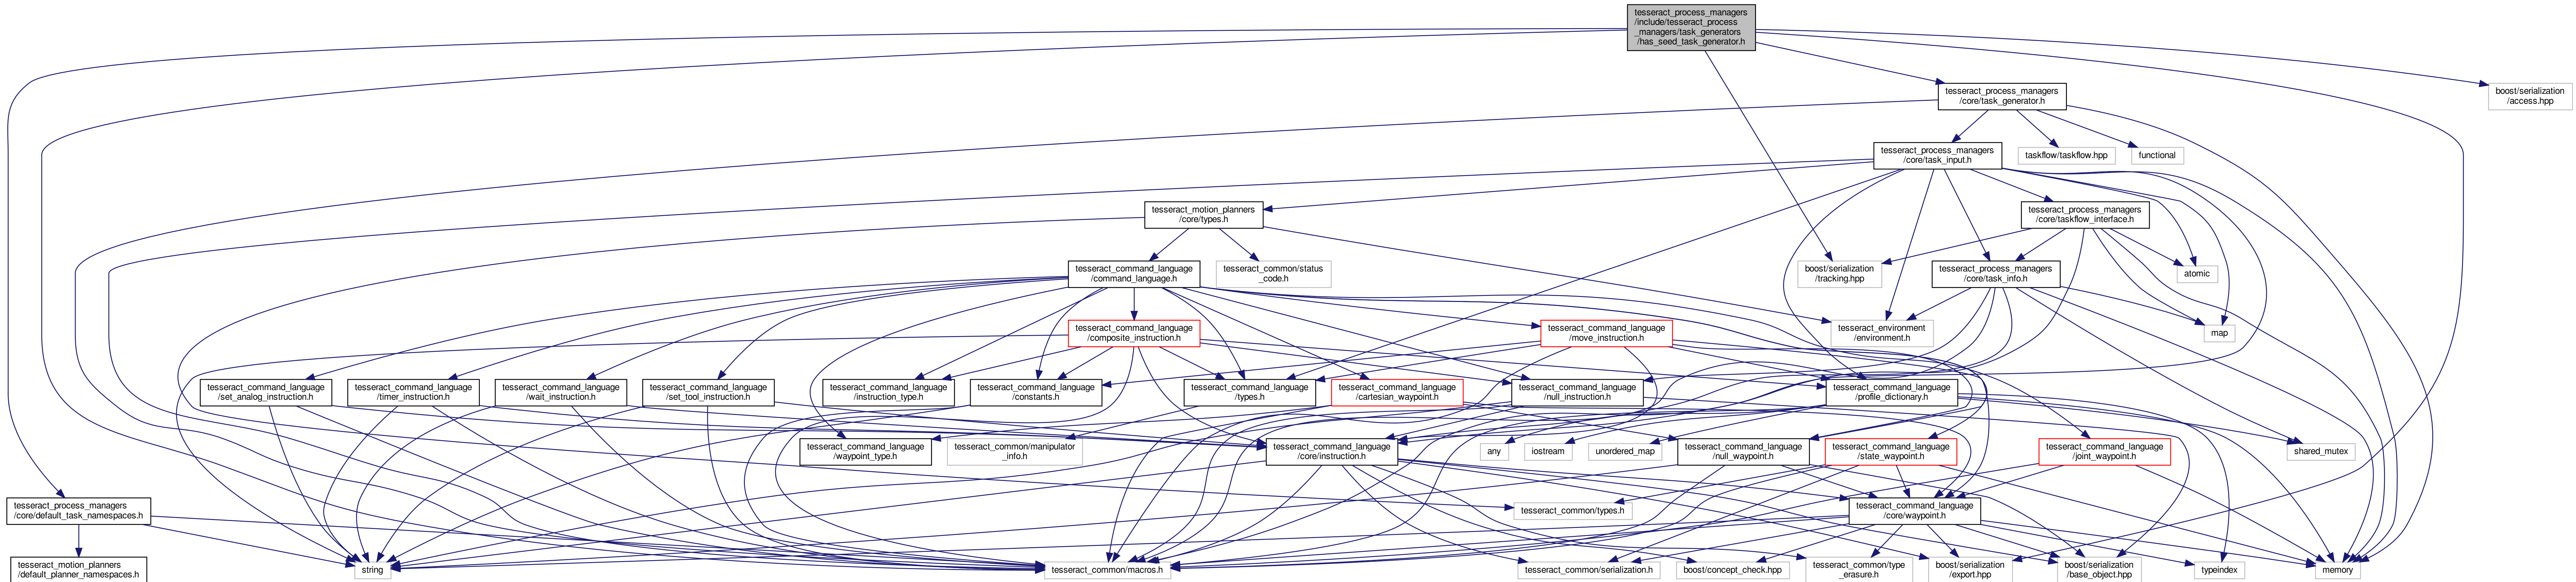 tesseract_process_managers
/include/tesseract_process
_managers/task_generators
/has_seed_task_generator.h
tesseract_process_managers
/core/task_generator.h
boost/serialization
/access.hpp
tesseract_process_managers
/core/task_input.h
taskflow/taskflow.hpp
functional
tesseract_motion_planners
/core/types.h
tesseract_process_managers
/core/taskflow_interface.h
tesseract_command_language
/command_language.h
tesseract_common/status
_code.h
boost/serialization
/tracking.hpp
tesseract_process_managers
/core/task_info.h
atomic
tesseract_command_language
/composite_instruction.h
tesseract_command_language
/move_instruction.h
tesseract_environment
/environment.h
map
tesseract_command_language
/set_analog_instruction.h
tesseract_command_language
/timer_instruction.h
tesseract_command_language
/wait_instruction.h
tesseract_command_language
/set_tool_instruction.h
tesseract_command_language
/instruction_type.h
tesseract_command_language
/constants.h
tesseract_command_language
/types.h
tesseract_command_language
/cartesian_waypoint.h
tesseract_command_language
/null_instruction.h
tesseract_command_language
/profile_dictionary.h
tesseract_command_language
/waypoint_type.h
tesseract_common/manipulator
_info.h
tesseract_command_language
/core/instruction.h
any
iostream
unordered_map
tesseract_command_language
/null_waypoint.h
tesseract_command_language
/state_waypoint.h
tesseract_command_language
/joint_waypoint.h
shared_mutex
tesseract_process_managers
/core/default_task_namespaces.h
tesseract_common/types.h
tesseract_command_language
/core/waypoint.h
tesseract_motion_planners
/default_planner_namespaces.h
string
tesseract_common/macros.h
tesseract_common/serialization.h
boost/concept_check.hpp
tesseract_common/type
_erasure.h
boost/serialization
/export.hpp
boost/serialization
/base_object.hpp
typeindex
memory